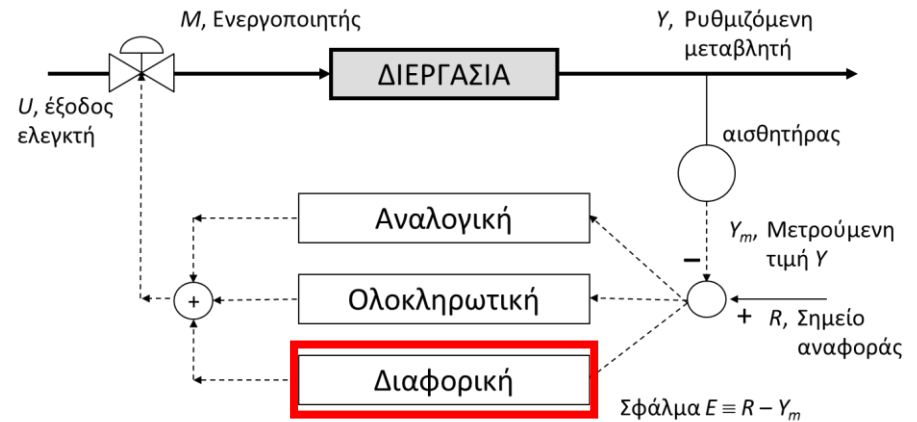 M, Ενεργοποιητής
Y, Ρυθμιζόμενη
μεταβλητή
ΔΙΕΡΓΑΣΙΑ
U, έξοδος
ελεγκτή
αισθητήρας
Αναλογική
Ym, Μετρούμενη
τιμή Y
−
Ολοκληρωτική
+
+ R, Σημείο
αναφοράς
Διαφορική
Σφάλμα E ≡ R – Ym